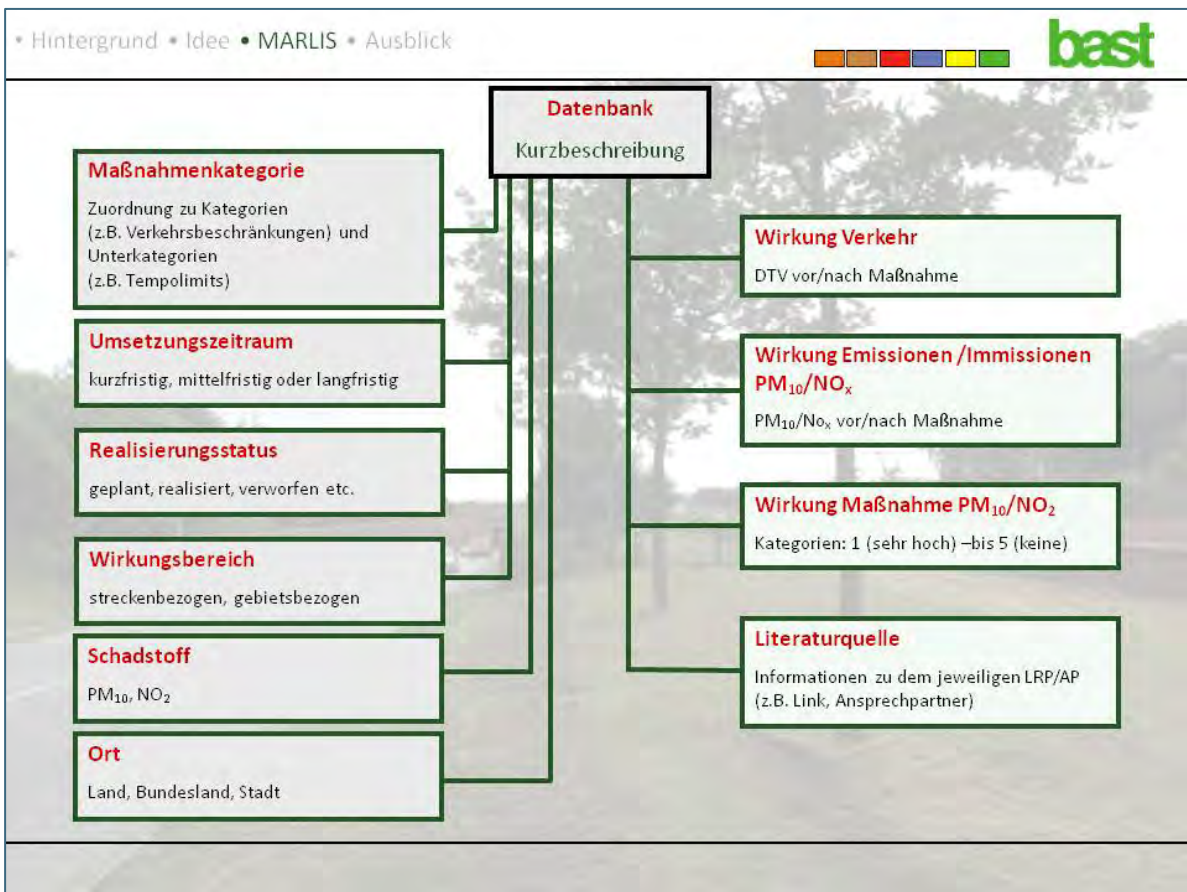 • Hintergrund • Idee • MARLIS • Ausblick
bast
Datenbank
Kurzbeschreibung
Maßnahmenkategorie
Zuordnung zu Kategorien
(z.B. Verkehrsbeschränkungen) und
Unterkategorien
(z.B. Tempolimits)
Umsetzungszeitraum
kurzfristig, mittelfristig oder langfristig
Realisierungsstatus
geplant, realisiert, verworfen etc.
Wirkungsbereich
streckenbezogen, gebietsbezogen
Schadstoff
PM₁₀, NO₂
Ort
Land, Bundesland, Stadt
Wirkung Verkehr
DTV vor/nach Maßnahme
Wirkung Emissionen /Immissionen
PM₁₀/NOₓ
PM₁₀/Noₓ vor/nach Maßnahme
Wirkung Maßnahme PM₁₀/NO₂
Kategorien: 1 (sehr hoch) –bis 5 (keine)
Literaturquelle
Informationen zu dem jeweiligen LRP/AP
(z.B. Link, Ansprechpartner)